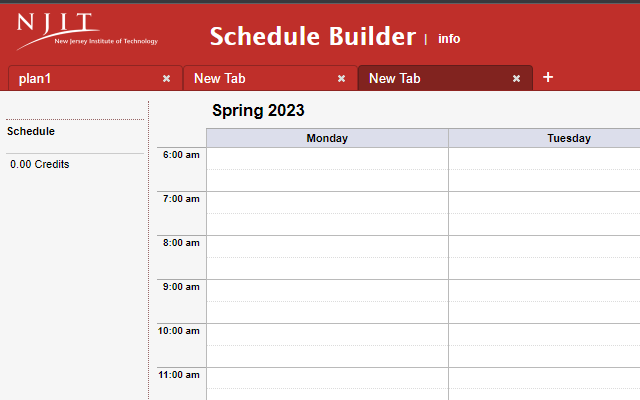 NJIT
New Jersey Institute of Technology
Schedule Builder | info
plan1 × New Tab × New Tab × +
Spring 2023
Schedule
0.00 Credits
Monday Tuesday
6:00 am
7:00 am
8:00 am
9:00 am
10:00 am
11:00 am